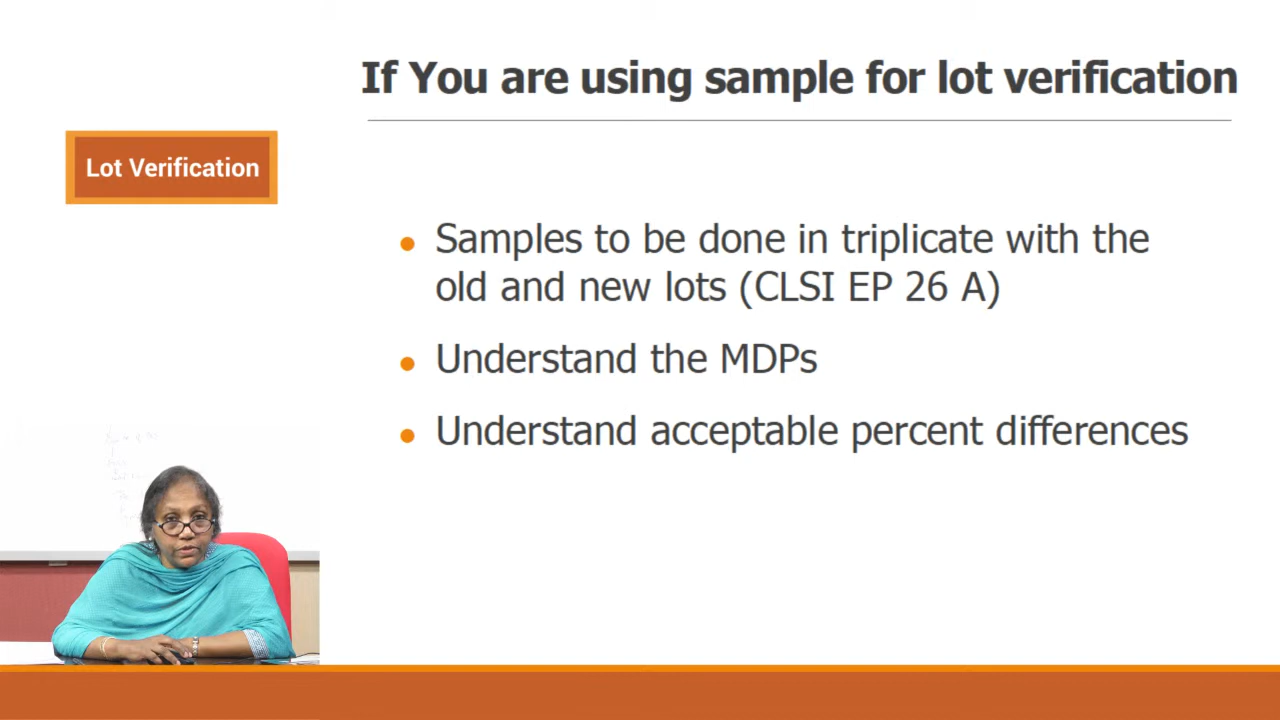 If You are using sample for lot verification
Lot Verification
Samples to be done in triplicate with the
old and new lots (CLSI EP 26 A)
Understand the MDPs
Understand acceptable percent differences